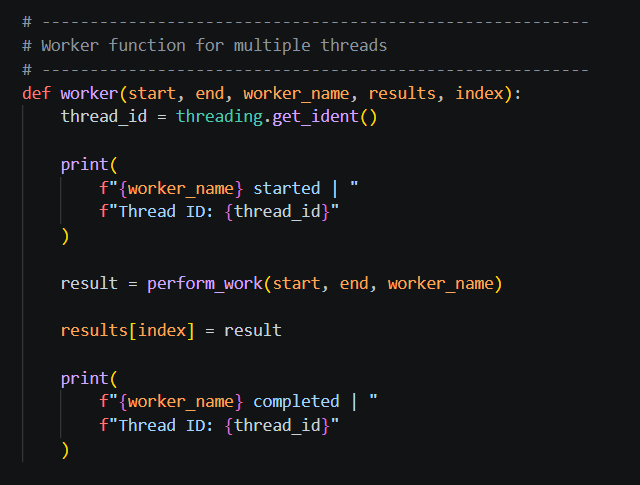 # ---------------------------------------------------------
# Worker function for multiple threads
# ---------------------------------------------------------
def worker(start, end, worker_name, results, index):
    thread_id = threading.get_ident()

    print(
        f"{worker_name} started | "
        f"Thread ID: {thread_id}"
    )

    result = perform_work(start, end, worker_name)

    results[index] = result

    print(
        f"{worker_name} completed | "
        f"Thread ID: {thread_id}"
    )